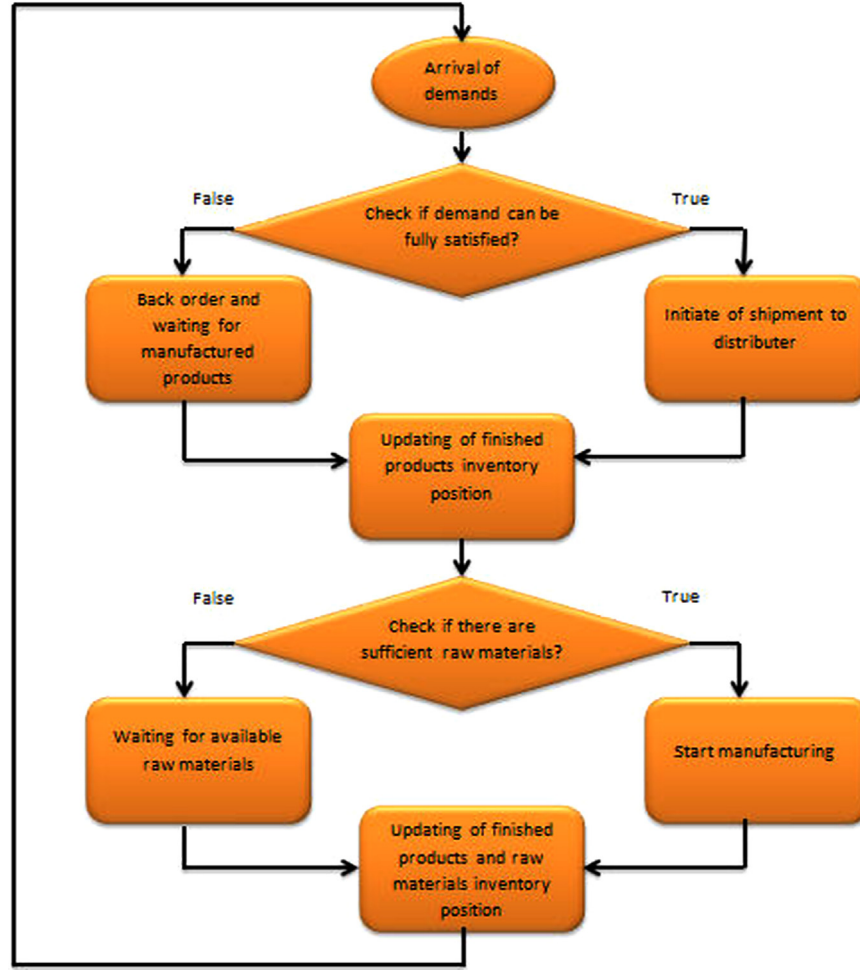 Arrival of
demands
False
True
Check if demand can be
fully satisfied?
Back order and
waiting for
manufactured
products
Initiate of shipment to
distributer
Updating of finished
products inventory
position
False
True
Check if there are
sufficient raw materials?
Waiting for available
raw materials
Start manufacturing
Updating of finished
products and raw
materials inventory
position